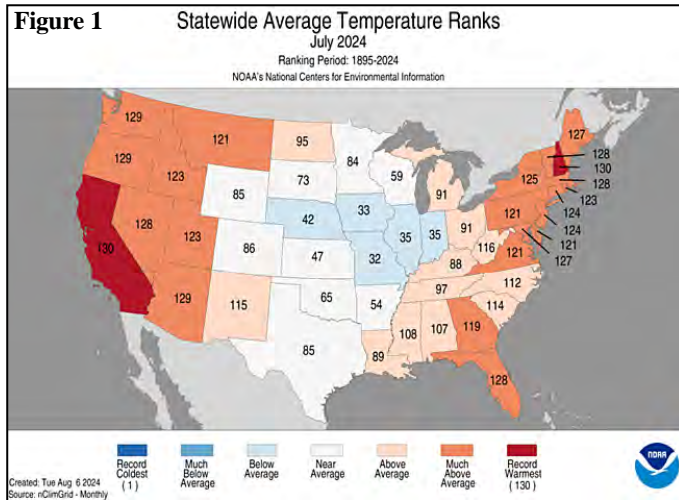 Figure 1
Statewide Average Temperature Ranks
July 2024
Ranking Period: 1895-2024
NOAA's National Centers for Environmental Information
129
121
95
84
59
127
128
130
128
123
124
124
121
127
129
123
85
73
91
125
130
128
123
86
42
33
35
35
91
116
121
121
129
115
47
32
88
97
112
114
65
54
108
107
119
85
89
128
Record
Coldest
(1)
Much
Below
Average
Below
Average
Near
Average
Above
Average
Much
Above
Average
Record
Warmest
(130)
Created: Tue Aug 6 2024
Source: nClimGrid - Monthly
NOAA